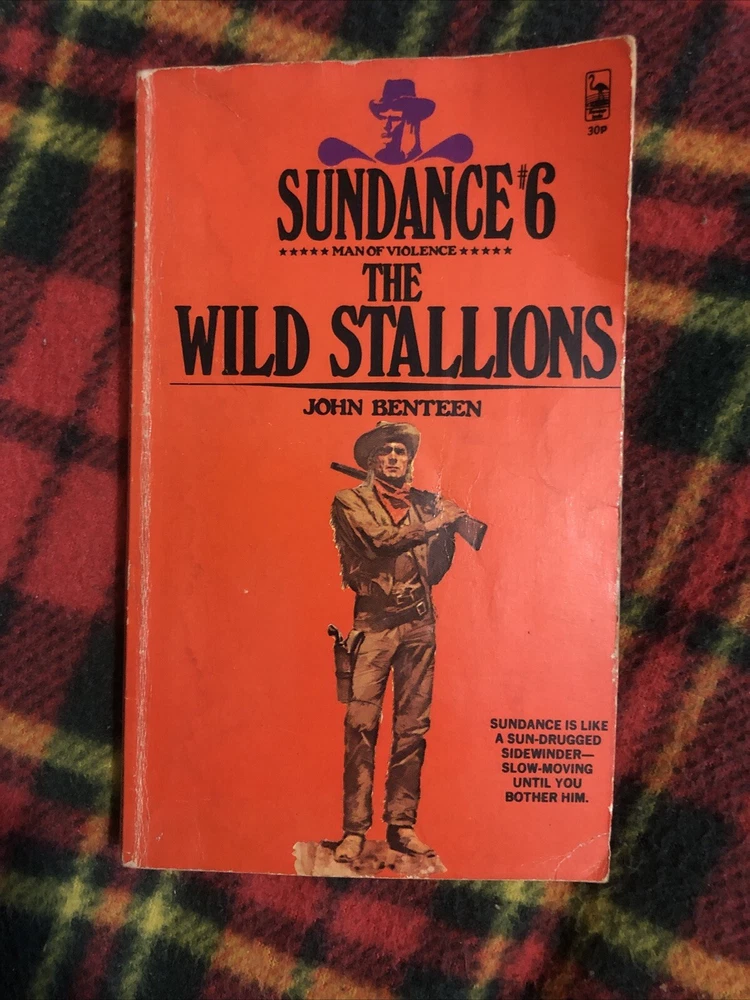 30P
SUNDANCE #6
★★★★★ MAN OF VIOLENCE ★★★★★
THE
WILD STALLIONS
JOHN BENTEEN
SUNDANCE IS LIKE
A SUN-DRUGGED
SIDEWINDER—
SLOW-MOVING
UNTIL YOU
BOTHER HIM.